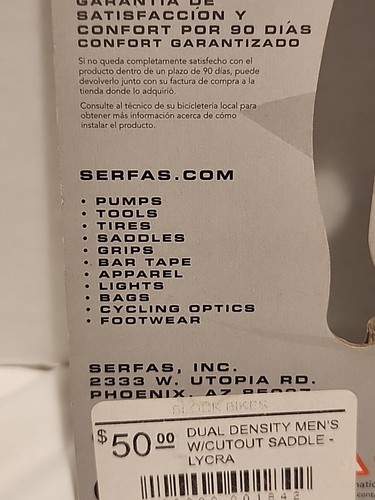 GARANTÍA DE
SATISFACCIÓN Y
CONFORT POR 90 DÍAS
CONFORT GARANTIZADO
Si no queda completamente satisfecho con el
producto dentro de un plazo de 90 días, puede
devolverlo junto con su factura de compra a la
tienda donde lo adquirió.
Consulte al técnico de su bicicletería local para
obtener más información acerca de cómo
instalar el producto.
SERFAS.COM
• PUMPS
• TOOLS
• TIRES
• SADDLES
• GRIPS
• BAR TAPE
• APPAREL
• LIGHTS
• BAGS
• CYCLING OPTICS
• FOOTWEAR
SERFAS, INC.
2333 W. UTOPIA RD.
PHOENIX, AZ
BLOCK BIKES
$50.00 DUAL DENSITY MEN'S
W/CUTOUT SADDLE -
LYCRA